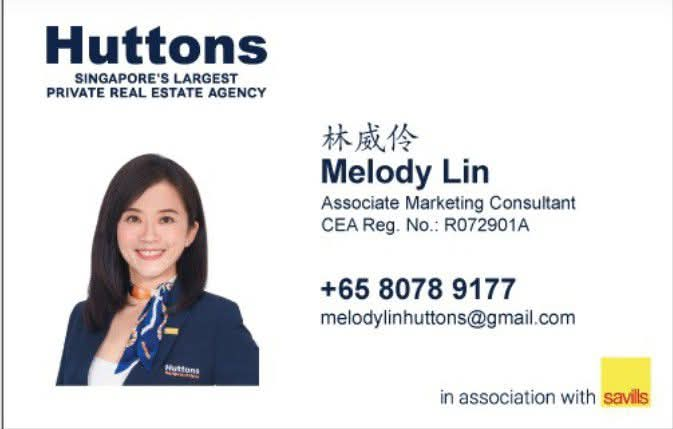 Huttons
SINGAPORE'S LARGEST
PRIVATE REAL ESTATE AGENCY
林威伶
Melody Lin
Associate Marketing Consultant
CEA Reg. No.: R072901A
+65 8078 9177
melodylinhuttons@gmail.com
Huttons
in association with savills